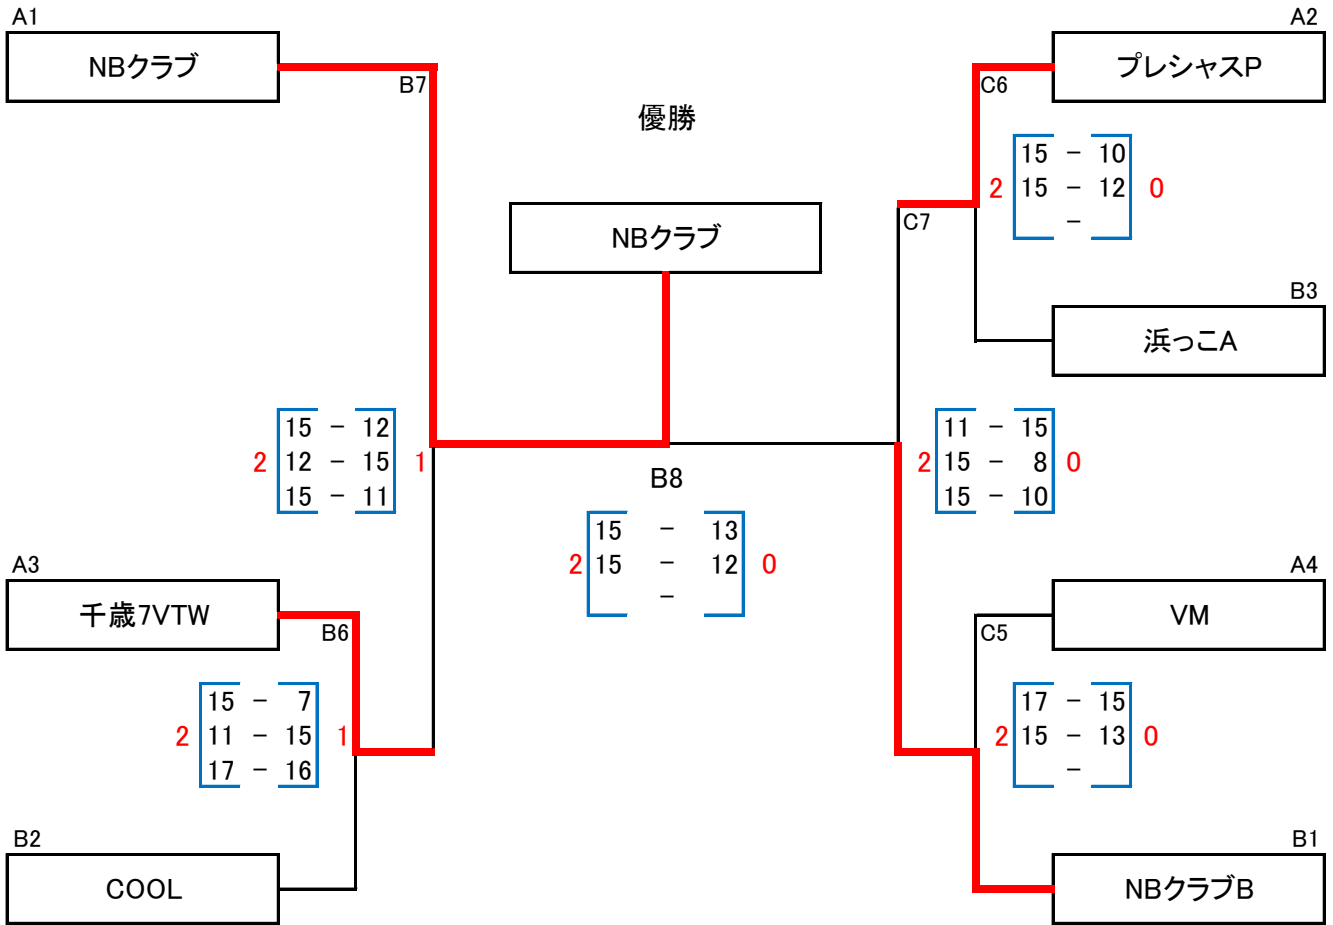 A1
NBクラブ
B7
優勝
NBクラブ
A2
プレシャスP
C6
15 - 10
2 15 - 12 0
-
C7
B3
浜っこA
15 - 12
2 12 - 15 1
15 - 11
11 - 15
2 15 - 8 0
15 - 10
B8
15 - 13
2 15 - 12 0
-
A3
千歳7VTW
B6
15 - 7
2 11 - 15 1
17 - 16
B2
COOL
A4
VM
C5
17 - 15
2 15 - 13 0
-
B1
NBクラブB